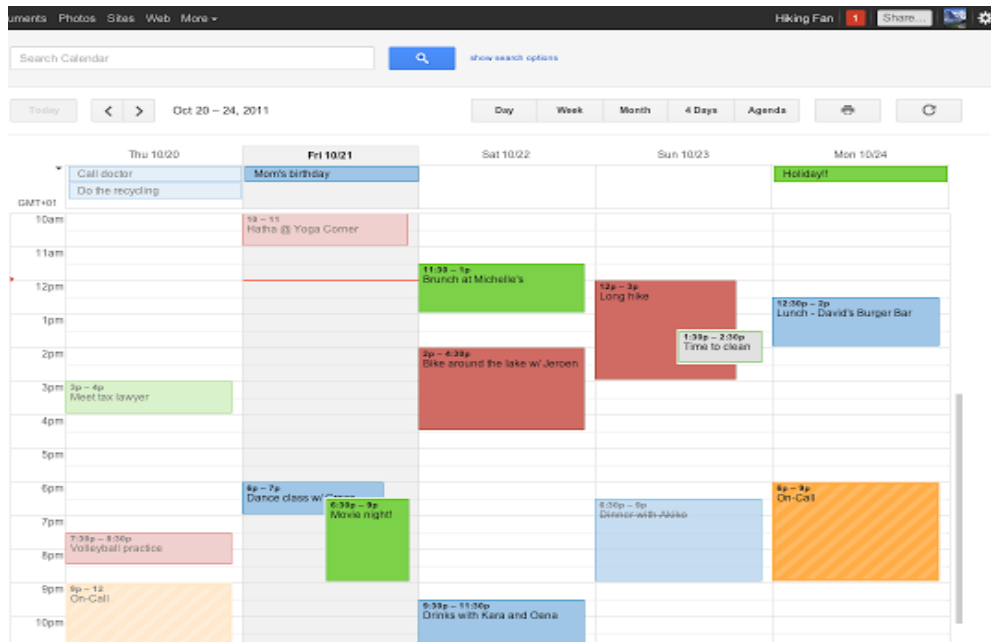 uments Photos Sites Web More
Hiking Fan 1 Share...
Search Calendar
show search options
Today
Oct 20 – 24, 2011
Day Week Month 4 Days Agenda
Thu 10/20 Fri 10/21 Sat 10/22 Sun 10/23 Mon 10/24
Call doctor
Mom's birthday
Holiday!!
Do the recycling
GMT+01
10am
10 – 11
Hatha @ Yoga Corner
11am
11:30 – 1p
Brunch at Michelle's
12pm
12p – 3p
Long hike
12:30p – 2p
Lunch - David's Burger Bar
1pm
1:30p – 2:30p
Time to clean
2pm
2p – 4:30p
Bike around the lake w/ Jeroen
3pm
3p – 4p
Meet tax lawyer
4pm
5pm
6pm
6p – 7p
Dance class w/
6:30p – 9p
Movie night!
6:30p – 9p
Dinner with Akiko
6p – 9p
On-Call
7pm
7:30p – 8:30p
Volleyball practice
8pm
9pm
9p – 12
On-Call
9:30p – 11:30p
Drinks with Kara and Oana
10pm